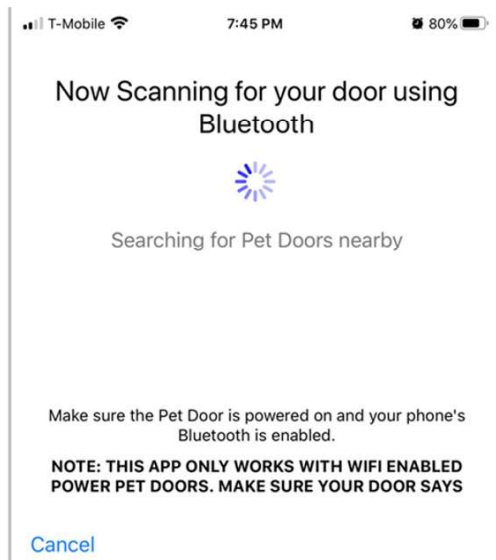 T-Mobile 7:45 PM 80%
Now Scanning for your door using
Bluetooth
Searching for Pet Doors nearby
Make sure the Pet Door is powered on and your phone's
Bluetooth is enabled.
NOTE: THIS APP ONLY WORKS WITH WIFI ENABLED
POWER PET DOORS. MAKE SURE YOUR DOOR SAYS
Cancel